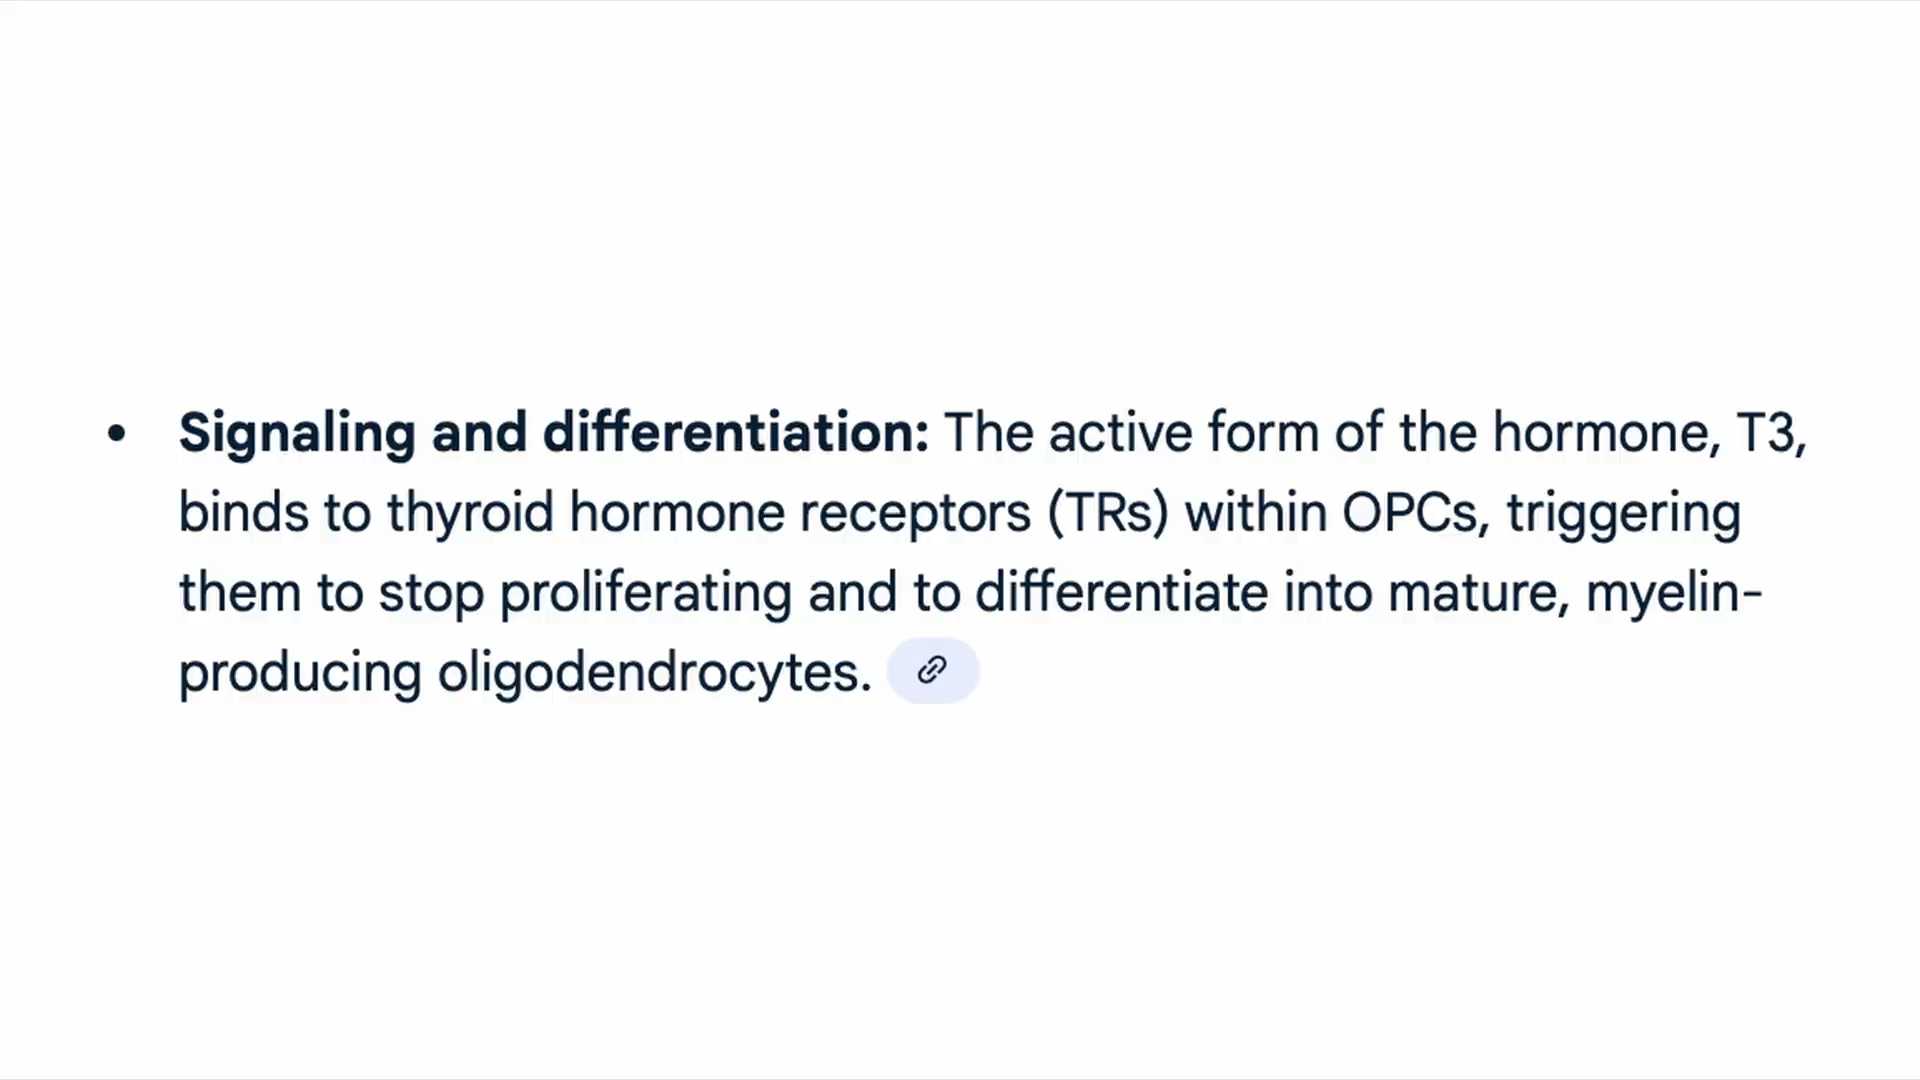 • Signaling and differentiation: The active form of the hormone, T3,
binds to thyroid hormone receptors (TRs) within OPCs, triggering
them to stop proliferating and to differentiate into mature, myelin-
producing oligodendrocytes.